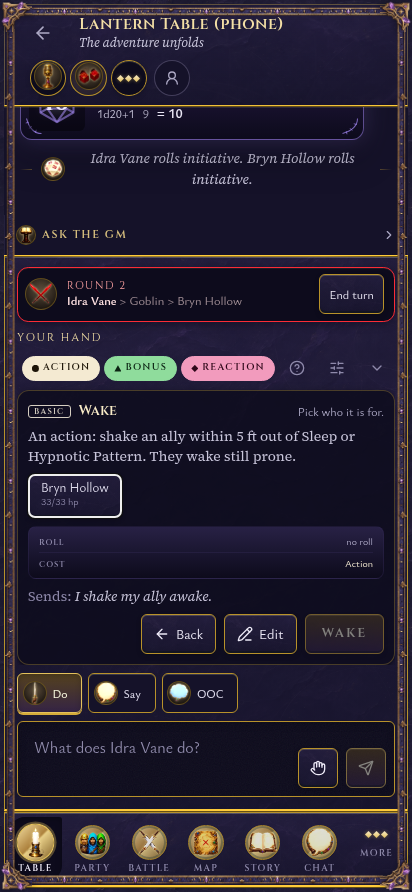 LANTERN TABLE (PHONE)
The adventure unfolds
1d20+1 9 = 10
Idra Vane rolls initiative. Bryn Hollow rolls
initiative.
ASK THE GM
ROUND 2
Idra Vane > Goblin > Bryn Hollow
End turn
YOUR HAND
ACTION
BONUS
REACTION
BASIC WAKE
Pick who it is for.
An action: shake an ally within 5 ft out of Sleep or
Hypnotic Pattern. They wake still prone.
Bryn Hollow
33/33 hp
ROLL no roll
COST Action
Sends: I shake my ally awake.
Back
Edit
WAKE
Do
Say
OOC
What does Idra Vane do?
TABLE
PARTY
BATTLE
MAP
STORY
CHAT
MORE